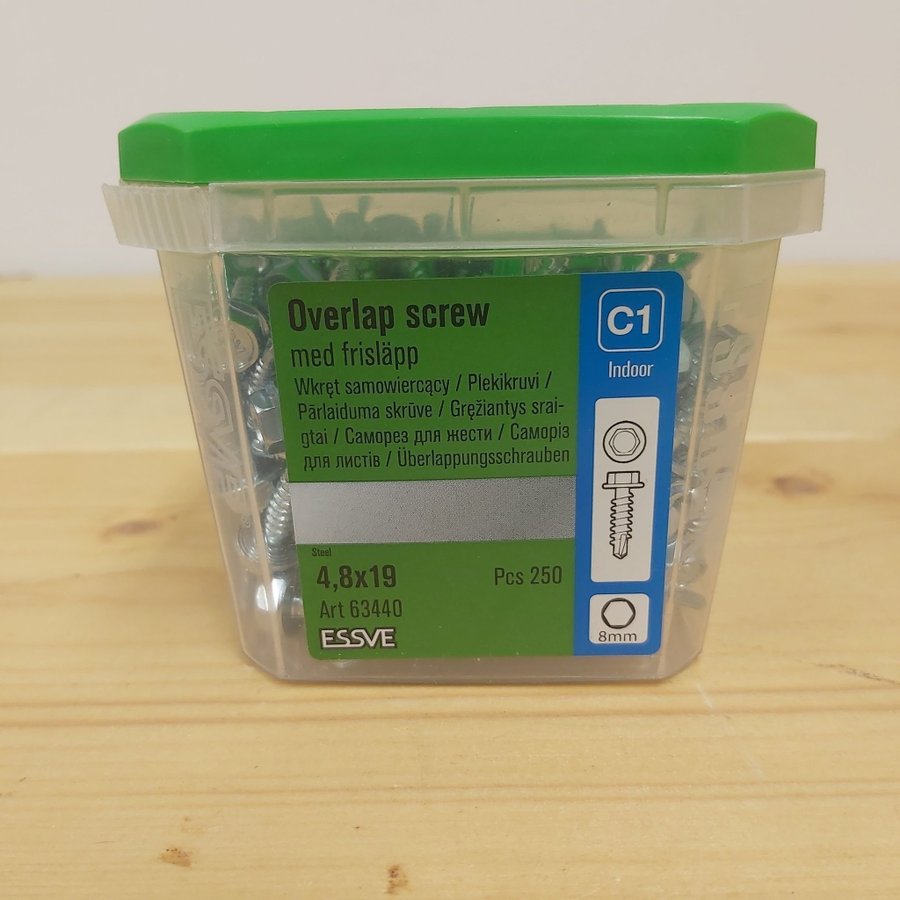 Overlap screw
med frisläpp
Wkręt samowiercący / Plekikruvi /
Pārlaiduma skrūve / Gręžiantys srai-
gtai / Саморез для жести / Саморіз
для листів / Überlappungsschrauben
Steel
4,8x19
Pcs 250
Art 63440
ESSVE
C1
Indoor
8mm